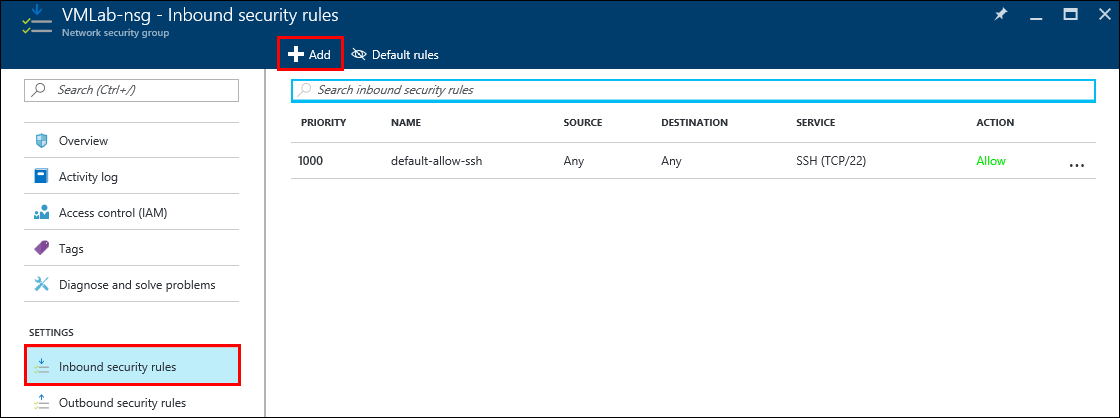 VMLab-nsg - Inbound security rules
Network security group
Add
Default rules
Search (Ctrl+/)
Overview
Activity log
Access control (IAM)
Tags
Diagnose and solve problems
SETTINGS
Inbound security rules
Outbound security rules
Search inbound security rules
PRIORITY NAME SOURCE DESTINATION SERVICE ACTION
1000 default-allow-ssh Any Any SSH (TCP/22) Allow ...